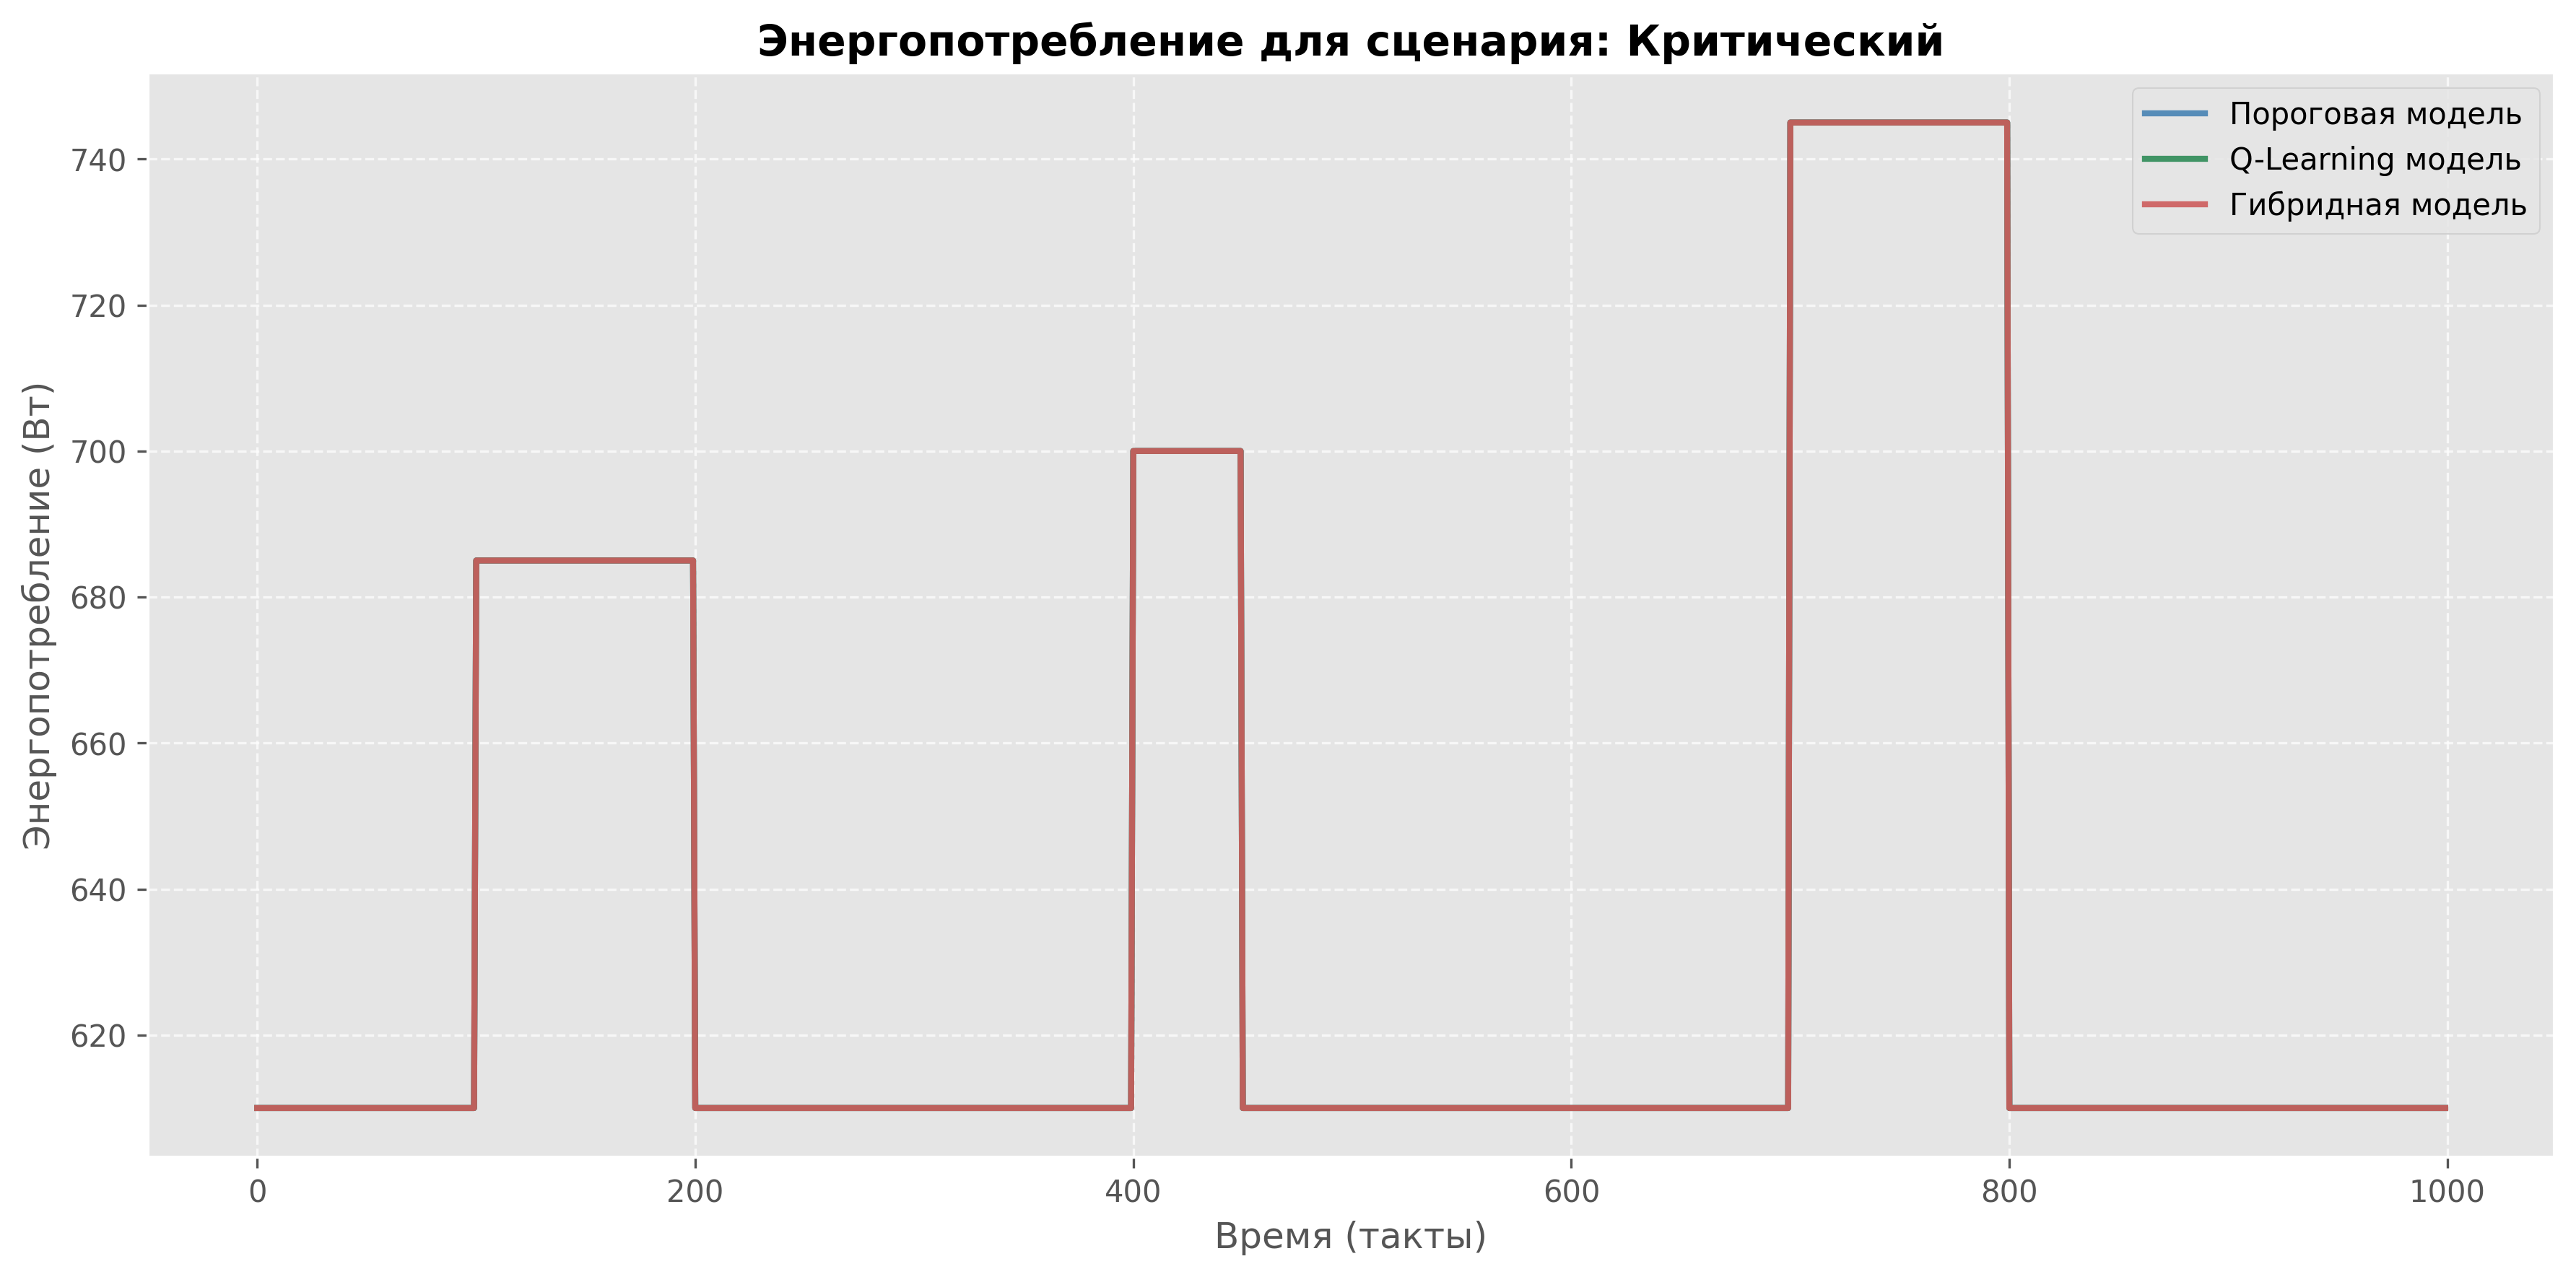 Энергопотребление для сценария: Критический
Пороговая модель
Q-Learning модель
Гибридная модель
Энергопотребление (Вт)
740
720
700
680
660
640
620
0 200 400 600 800 1000
Время (такты)